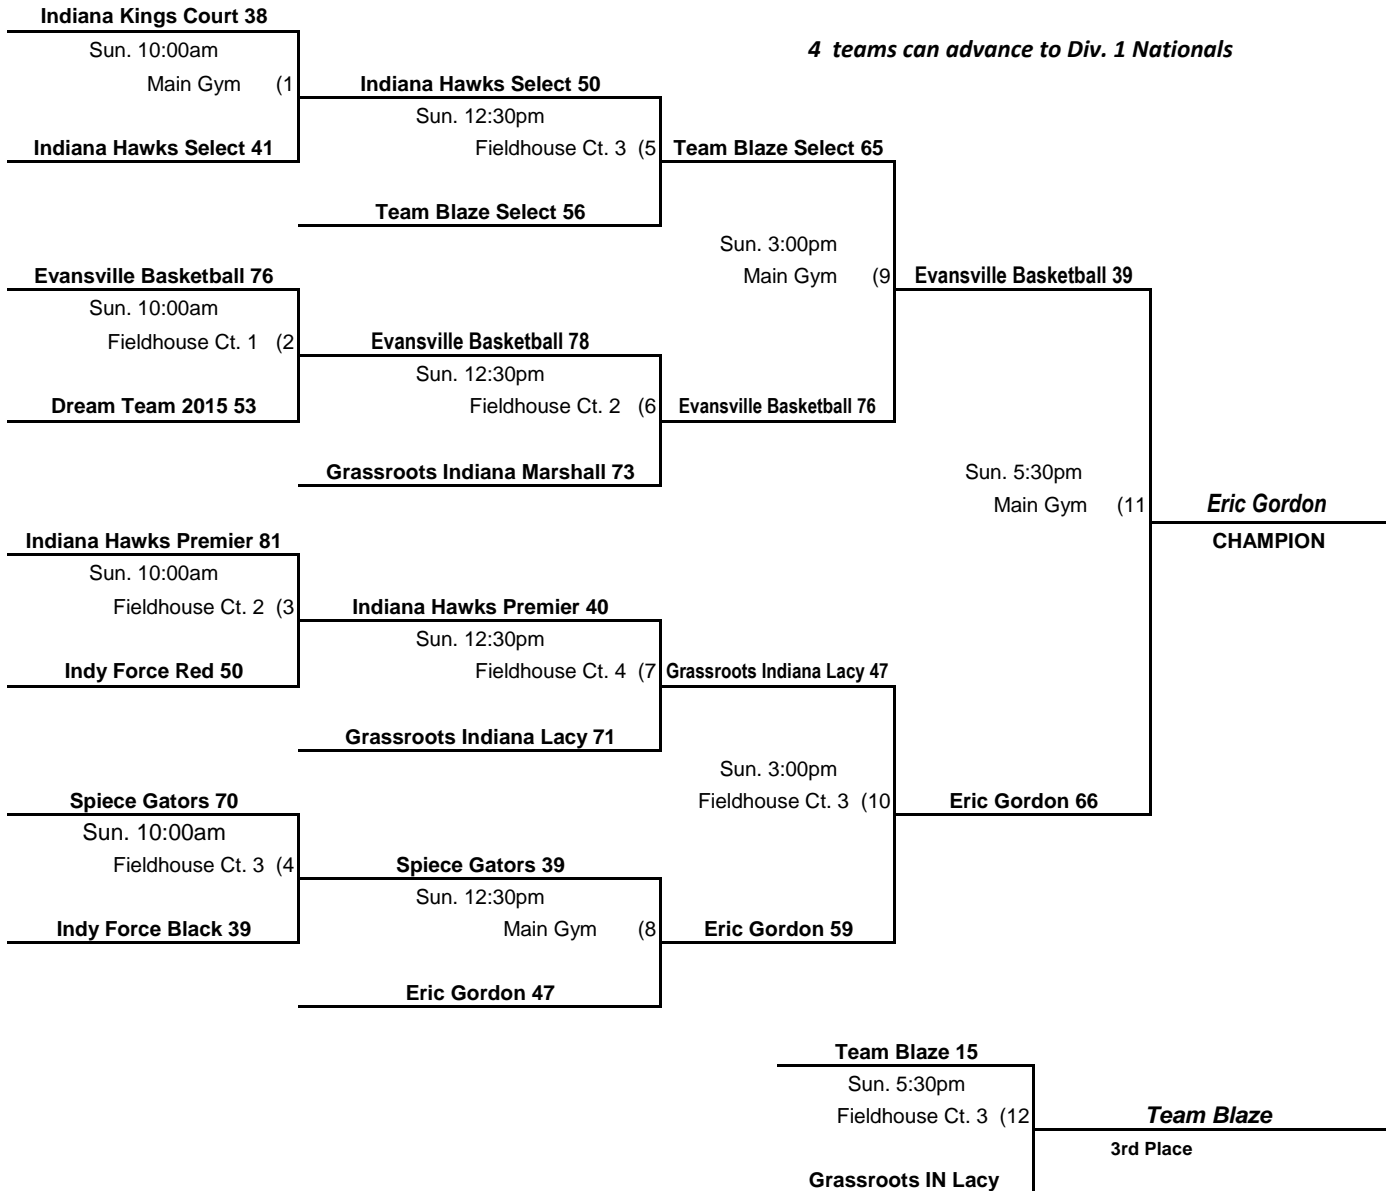 Indiana Kings Court 38
Sun. 10:00am
4 teams can advance to Div. 1 Nationals
Main Gym (1
Indiana Hawks Select 50
Sun. 12:30pm
Indiana Hawks Select 41
Fieldhouse Ct. 3 (5
Team Blaze Select 65
Team Blaze Select 56
Sun. 3:00pm
Evansville Basketball 76
Main Gym (9
Evansville Basketball 39
Sun. 10:00am
Fieldhouse Ct. 1 (2
Evansville Basketball 78
Sun. 12:30pm
Dream Team 2015 53
Fieldhouse Ct. 2 (6
Evansville Basketball 76
Grassroots Indiana Marshall 73
Sun. 5:30pm
Main Gym (11
Eric Gordon
Indiana Hawks Premier 81
CHAMPION
Sun. 10:00am
Fieldhouse Ct. 2 (3
Indiana Hawks Premier 40
Sun. 12:30pm
Indy Force Red 50
Fieldhouse Ct. 4 (7
Grassroots Indiana Lacy 47
Grassroots Indiana Lacy 71
Sun. 3:00pm
Spiece Gators 70
Fieldhouse Ct. 3 (10
Eric Gordon 66
Sun. 10:00am
Fieldhouse Ct. 3 (4
Spiece Gators 39
Sun. 12:30pm
Indy Force Black 39
Main Gym (8
Eric Gordon 59
Eric Gordon 47
Team Blaze 15
Sun. 5:30pm
Fieldhouse Ct. 3 (12
Team Blaze
3rd Place
Grassroots IN Lacy